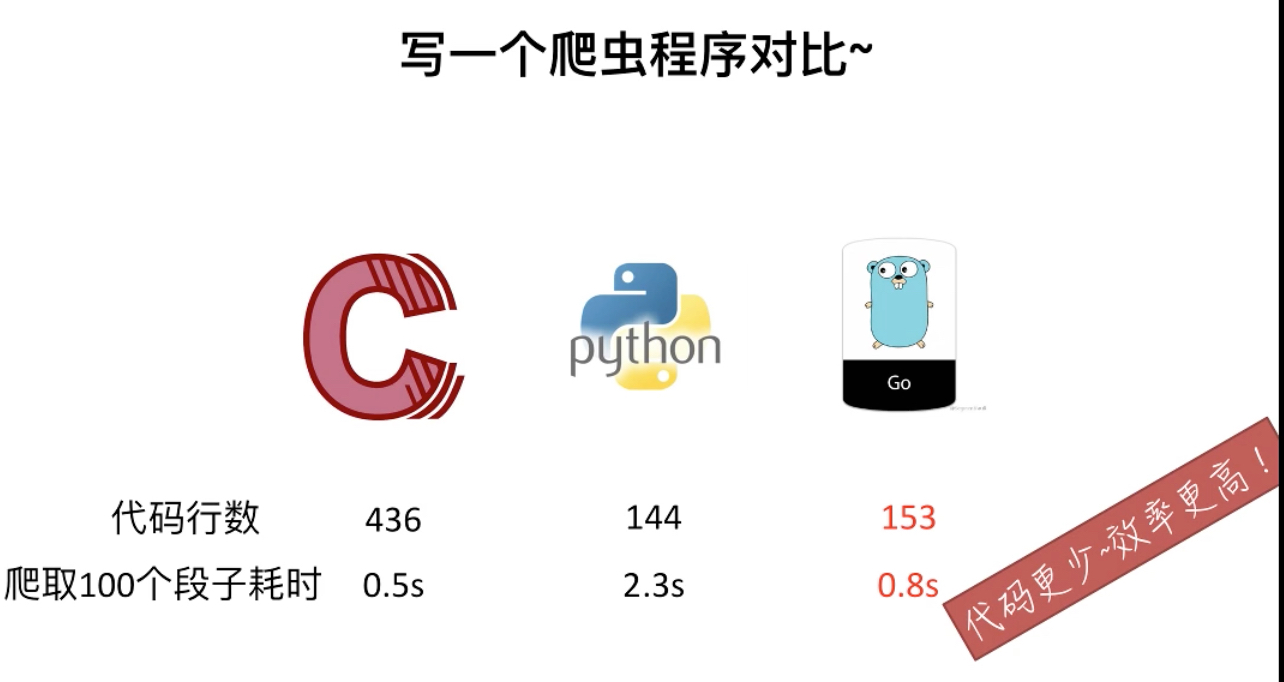 写一个爬虫程序对比~
python
Go
代码行数 436 144 153
爬取100个段子耗时 0.5s 2.3s 0.8s
代码更少~效率更高！